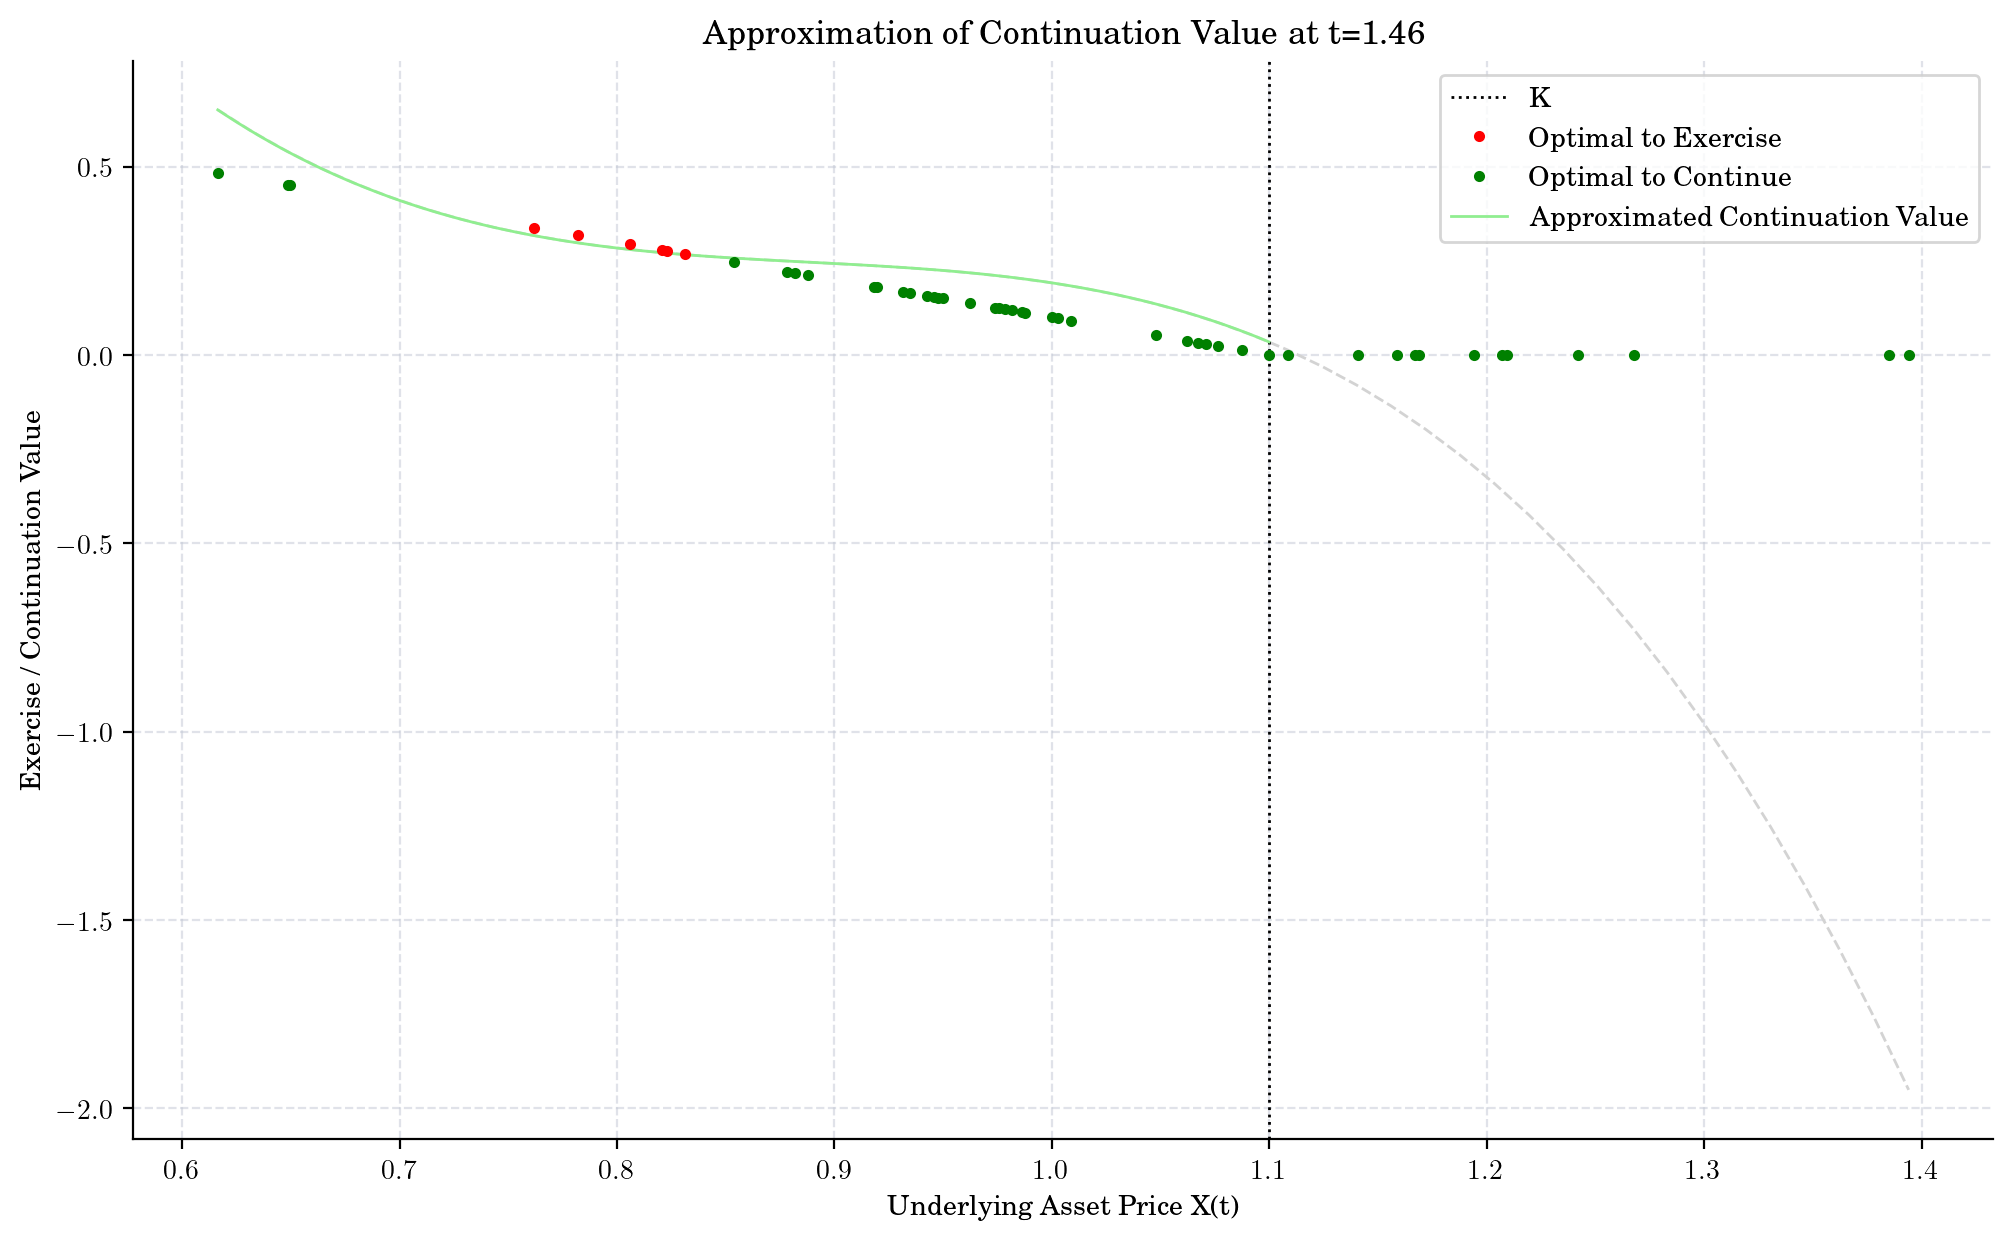 Approximation of Continuation Value at t=1.46
K
Optimal to Exercise
Optimal to Continue
Approximated Continuation Value
Exercise / Continuation Value
0.5
0.0
−0.5
−1.0
−1.5
−2.0
0.6 0.7 0.8 0.9 1.0 1.1 1.2 1.3 1.4
Underlying Asset Price X(t)